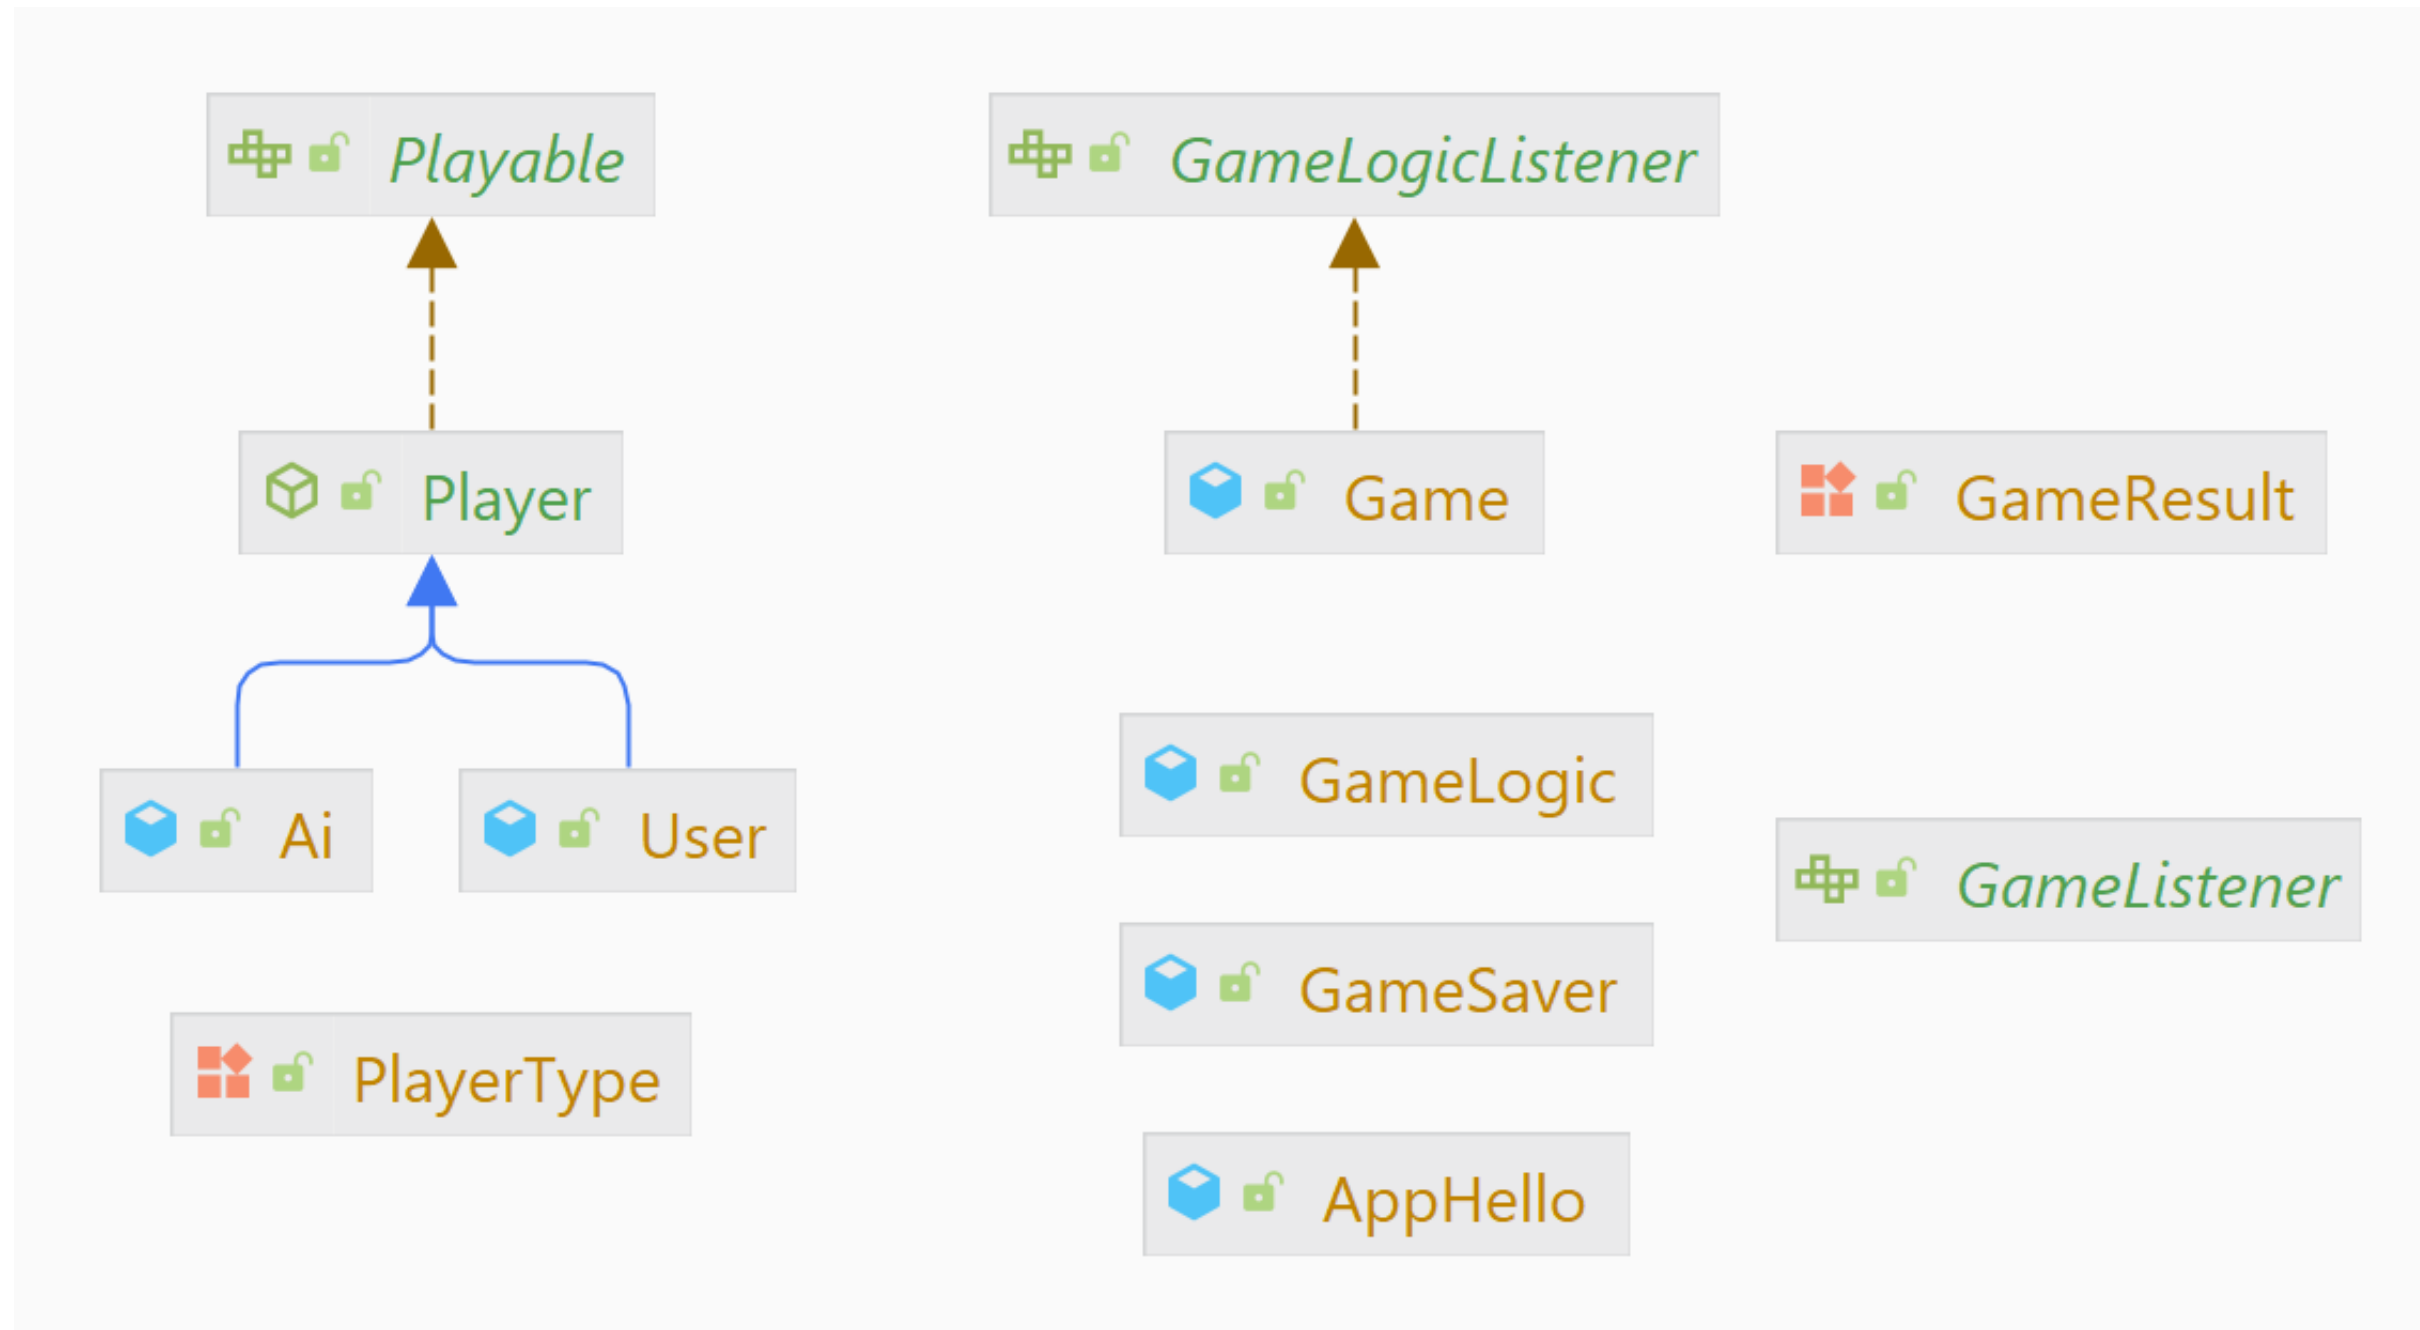 Playable
GameLogicListener
Player
Game
GameResult
Ai
User
GameLogic
GameListener
GameSaver
PlayerType
AppHello